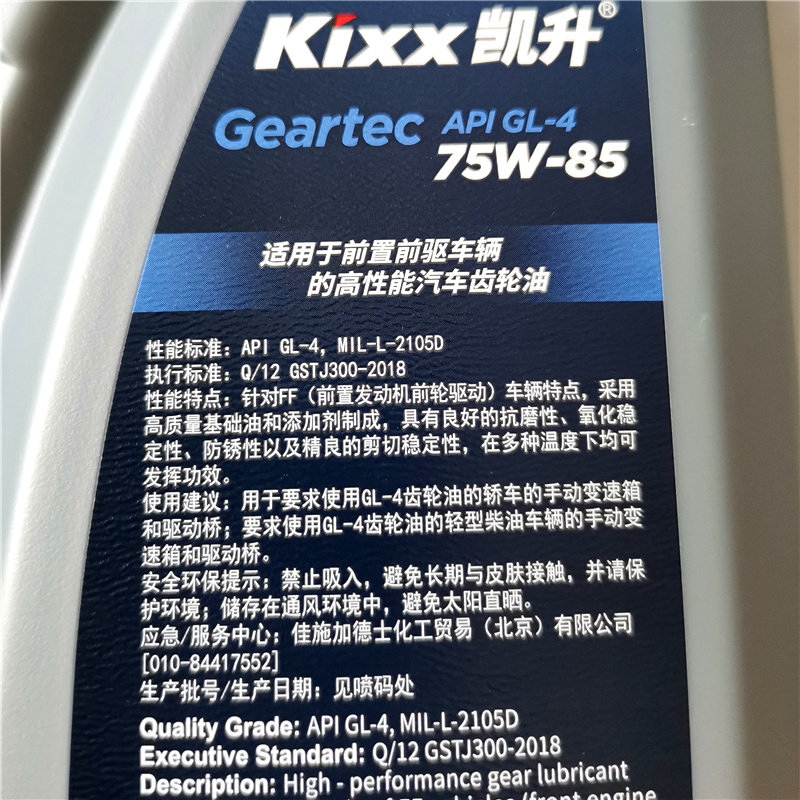 Kixx 凯升®
Geartec API GL-4
75W-85
适用于前置前驱车辆
的高性能汽车齿轮油
性能标准：API GL-4, MIL-L-2105D
执行标准：Q/12 GSTJ300-2018
性能特点：针对FF（前置发动机前轮驱动）车辆特点，采用
高质量基础油和添加剂制成，具有良好的抗磨性、氧化稳
定性、防锈性以及精良的剪切稳定性，在多种温度下均可
发挥功效。
使用建议：用于要求使用GL-4齿轮油的轿车的手动变速箱
和驱动桥；要求使用GL-4齿轮油的轻型柴油车辆的手动变
速箱和驱动桥。
安全环保提示：禁止吸入，避免长期与皮肤接触，并请保
护环境；储存在通风环境中，避免太阳直晒。
应急/服务中心：佳施加德士化工贸易（北京）有限公司
[010-84417552]
生产批号/生产日期：见喷码处
Quality Grade: API GL-4, MIL-L-2105D
Executive Standard: Q/12 GSTJ300-2018
Description: High - performance gear lubricant
vehicles (front engine